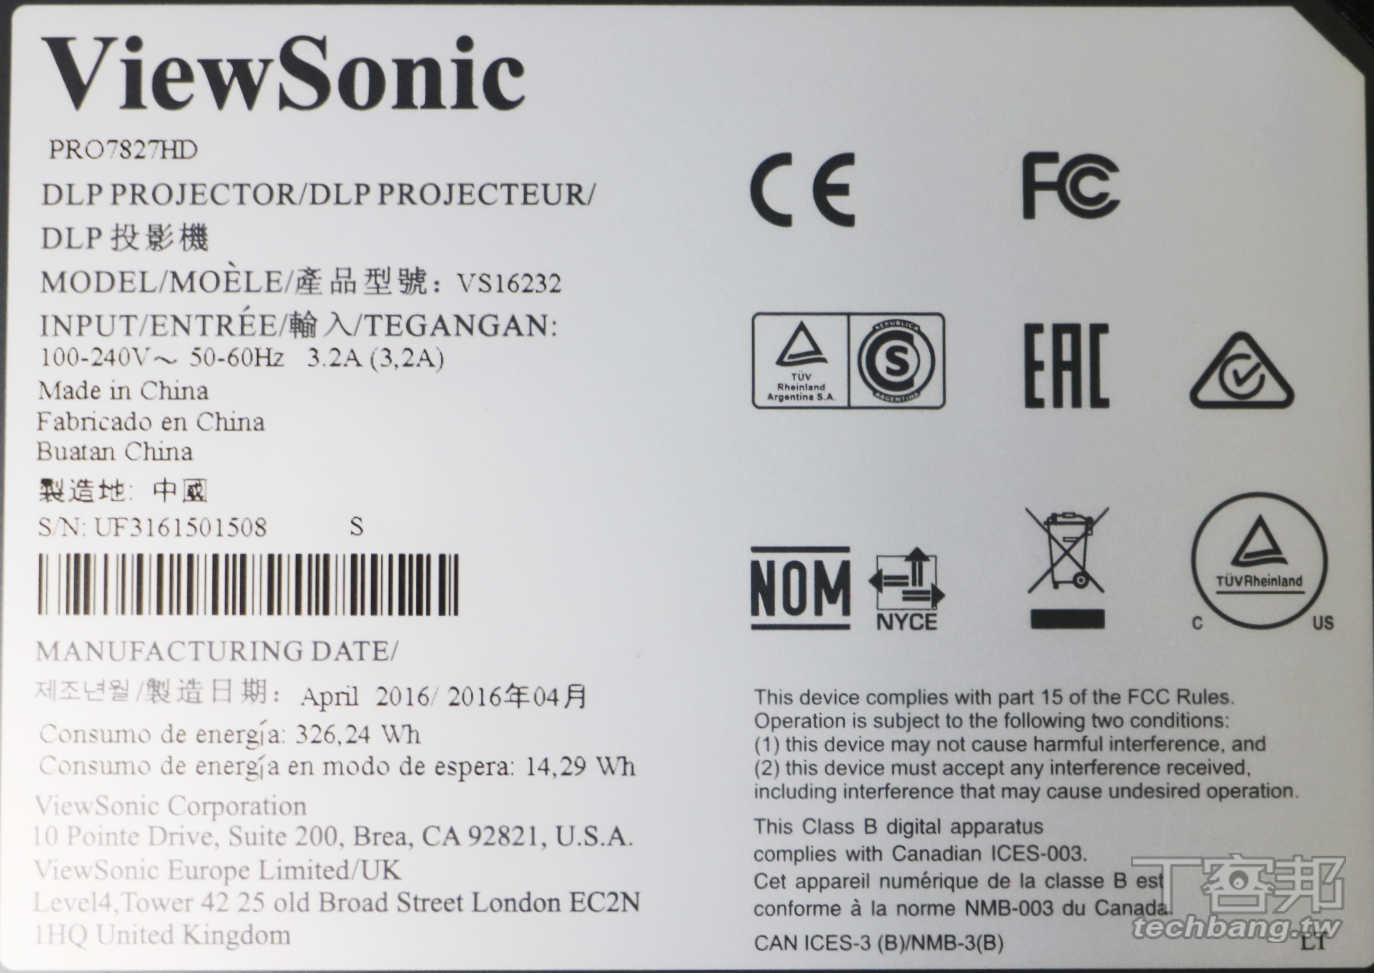 ViewSonic
PRO7827HD
DLP PROJECTOR/DLP PROJECTEUR/
DLP 投影機
MODEL/MOÈLE/產品型號: VS16232
INPUT/ENTRÉE/輸入/TEGANGAN:
100-240V～ 50-60Hz 3.2A (3,2A)
Made in China
Fabricado en China
Buatan China
製造地: 中國
S/N: UF3161501508 S
MANUFACTURING DATE/
제조년월/製造日期: April 2016/ 2016年04月
Consumo de energía: 326,24 Wh
Consumo de energía en modo de espera: 14,29 Wh
ViewSonic Corporation
10 Pointe Drive, Suite 200, Brea, CA 92821, U.S.A.
ViewSonic Europe Limited/UK
Level4,Tower 42 25 old Broad Street London EC2N
1HQ United Kingdom
CE
FC
TÜV
Rheinland
Argentina S.A.
REPUBLICA
S
ARGENTINA
EAC
NOM
NYCE
TÜVRheinland
C US
This device complies with part 15 of the FCC Rules.
Operation is subject to the following two conditions:
(1) this device may not cause harmful interference, and
(2) this device must accept any interference received,
including interference that may cause undesired operation.
This Class B digital apparatus
complies with Canadian ICES-003.
Cet appareil numérique de la classe B est
conforme à la norme NMB-003 du Canada.
CAN ICES-3 (B)/NMB-3(B)
LT
T客邦
techbang.tw